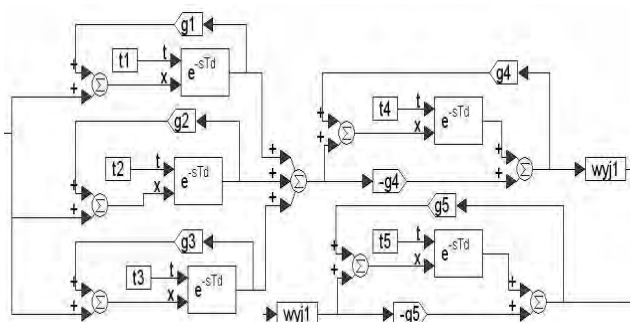 g1
+
+
Σ
t1
t
x
e^-sTd
g2
+
+
Σ
t2
t
x
e^-sTd
g3
+
+
Σ
t3
t
x
e^-sTd
+
+
+
Σ
g4
+
+
Σ
t4
t
x
e^-sTd
-g4
+
+
Σ
wyj1
g5
+
+
Σ
t5
t
x
e^-sTd
wyj1
-g5
+
+
Σ